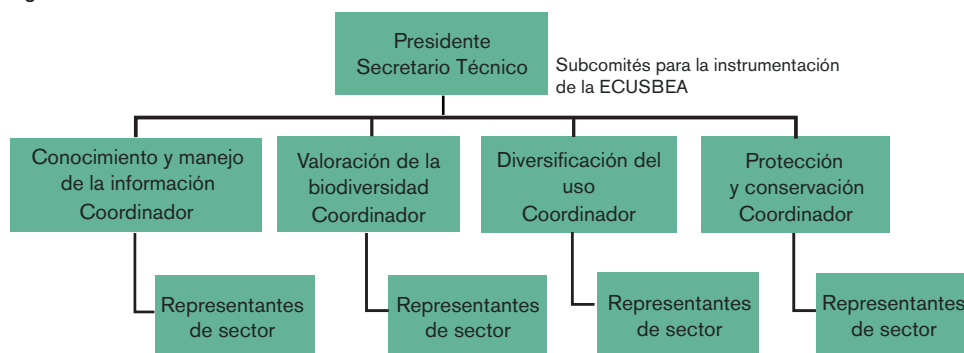 Presidente
Secretario Técnico
Subcomités para la instrumentación
de la ECUSBEA
Conocimiento y manejo
de la información
Coordinador
Valoración de la
biodiversidad
Coordinador
Diversificación del
uso
Coordinador
Protección
y conservación
Coordinador
Representantes
de sector
Representantes
de sector
Representantes
de sector
Representantes
de sector